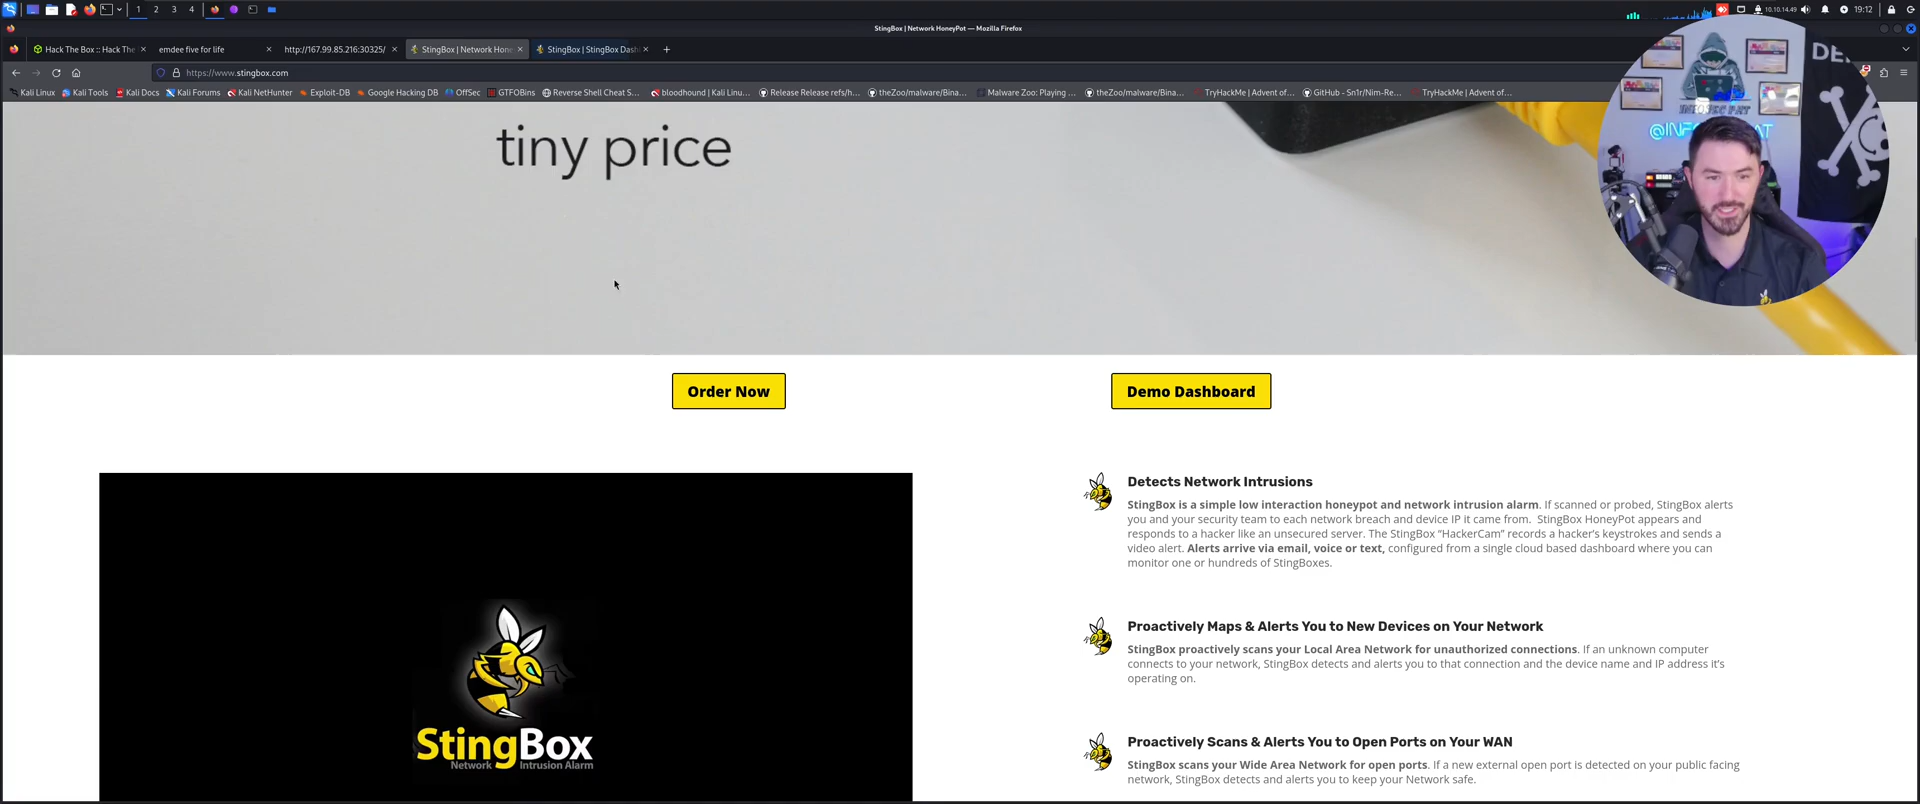 1 2 3 4
10.10.14.49
19:12
StingBox | Network HoneyPot — Mozilla Firefox
Hack The Box :: Hack The
emdee five for life
http://167.99.85.216:30325/
StingBox | Network Hone
StingBox | StingBox Dash
https://www.stingbox.com
Kali Linux
Kali Tools
Kali Docs
Kali Forums
Kali NetHunter
Exploit-DB
Google Hacking DB
OffSec
GTFOBins
Reverse Shell Cheat S...
bloodhound | Kali Linu...
Release Release refs/h...
theZoo/malware/Bina...
Malware Zoo: Playing ...
theZoo/malware/Bina...
TryHackMe | Advent of...
GitHub - Sn1r/Nim-Re...
TryHackMe | Advent of...
tiny price
Order Now
Demo Dashboard
Detects Network Intrusions
StingBox is a simple low interaction honeypot and network intrusion alarm. If scanned or probed, StingBox alerts
you and your security team to each network breach and device IP it came from. StingBox HoneyPot appears and
responds to a hacker like an unsecured server. The StingBox “HackerCam” records a hacker’s keystrokes and sends a
video alert. Alerts arrive via email, voice or text, configured from a single cloud based dashboard where you can
monitor one or hundreds of StingBoxes.
Proactively Maps & Alerts You to New Devices on Your Network
StingBox proactively scans your Local Area Network for unauthorized connections. If an unknown computer
connects to your network, StingBox detects and alerts you to that connection and the device name and IP address it’s
operating on.
Proactively Scans & Alerts You to Open Ports on Your WAN
StingBox scans your Wide Area Network for open ports. If a new external open port is detected on your public facing
network, StingBox detects and alerts you to keep your Network safe.
StingBox
Network Intrusion Alarm